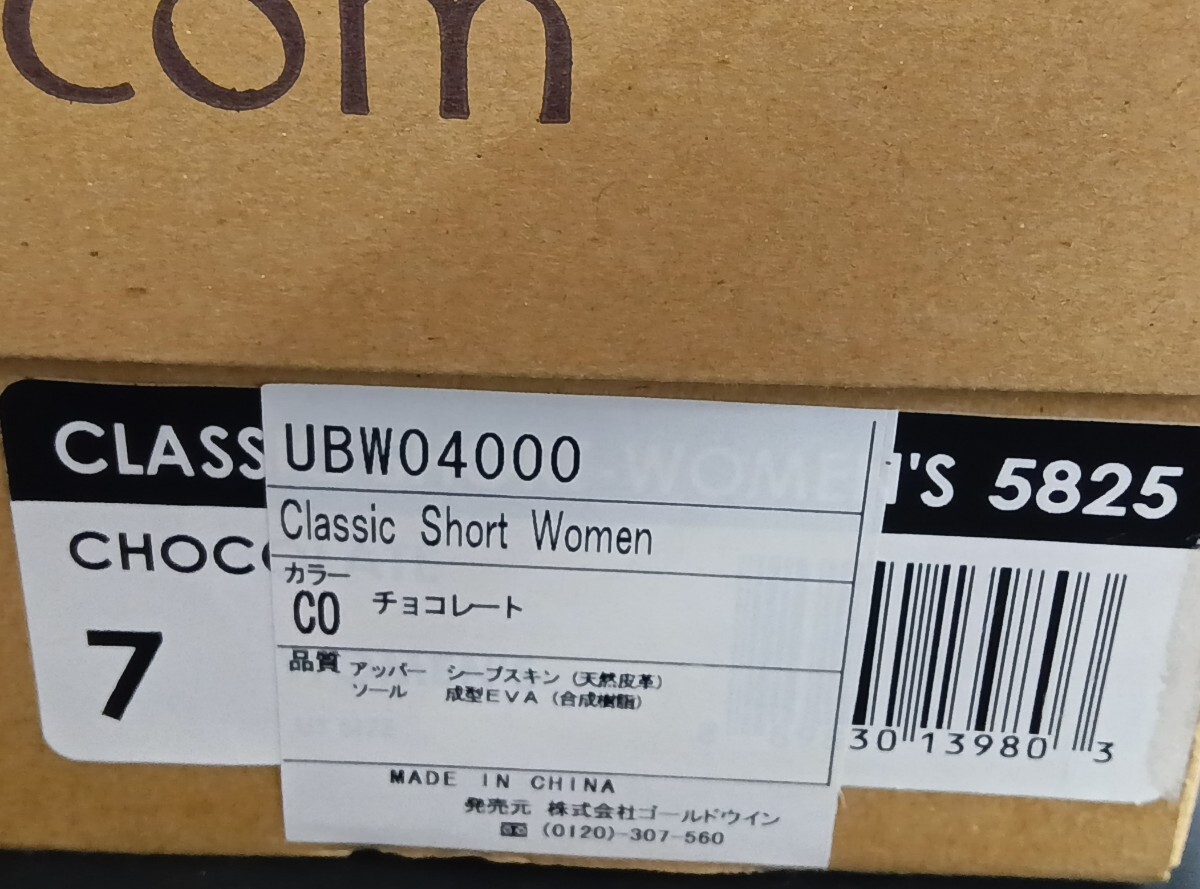 com
CLASS
UBW04000
'S 5825
Classic Short Women
CHOC
カラー
CO チョコレート
7
品質 アッパー シープスキン (天然皮革)
ソール 成型EVA (合成樹脂)
30 13980 3
MADE IN CHINA
発売元 株式会社ゴールドウイン
(0120)-307-560